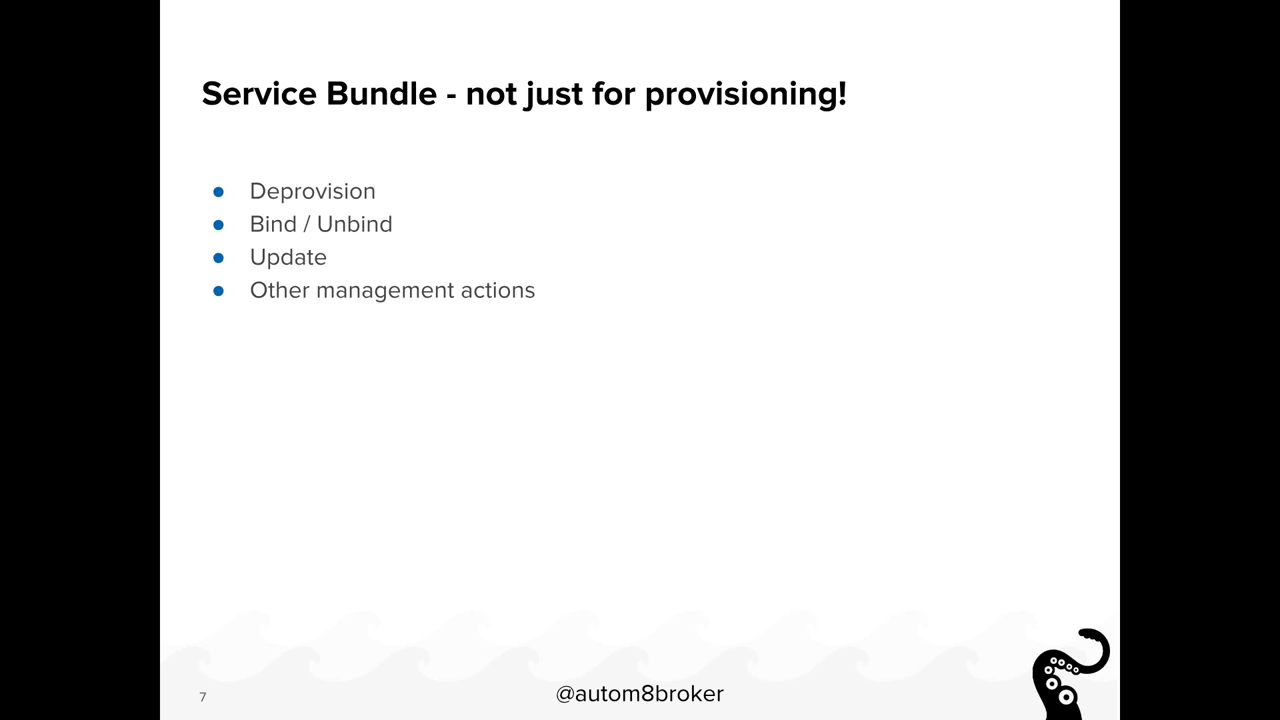 Service Bundle - not just for provisioning!
● Deprovision
● Bind / Unbind
● Update
● Other management actions
7
@autom8broker